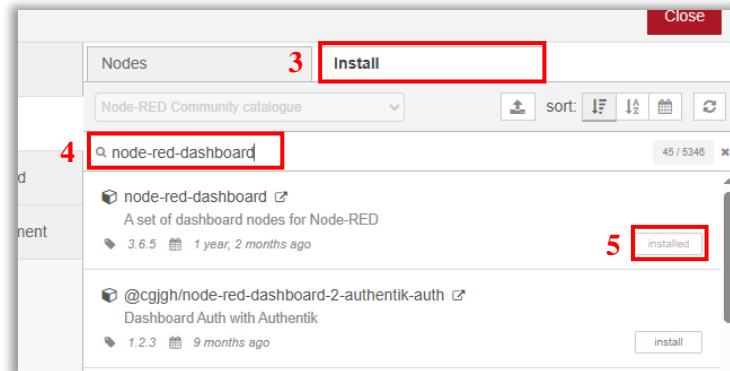 Close
Nodes 3 Install
Node-RED Community catalogue sort:
4 node-red-dashboard 45 / 5346 ×
d
node-red-dashboard
A set of dashboard nodes for Node-RED
ment
3.6.5 1 year, 2 months ago 5 installed
@cgjgh/node-red-dashboard-2-authentik-auth
Dashboard Auth with Authentik
1.2.3 9 months ago install